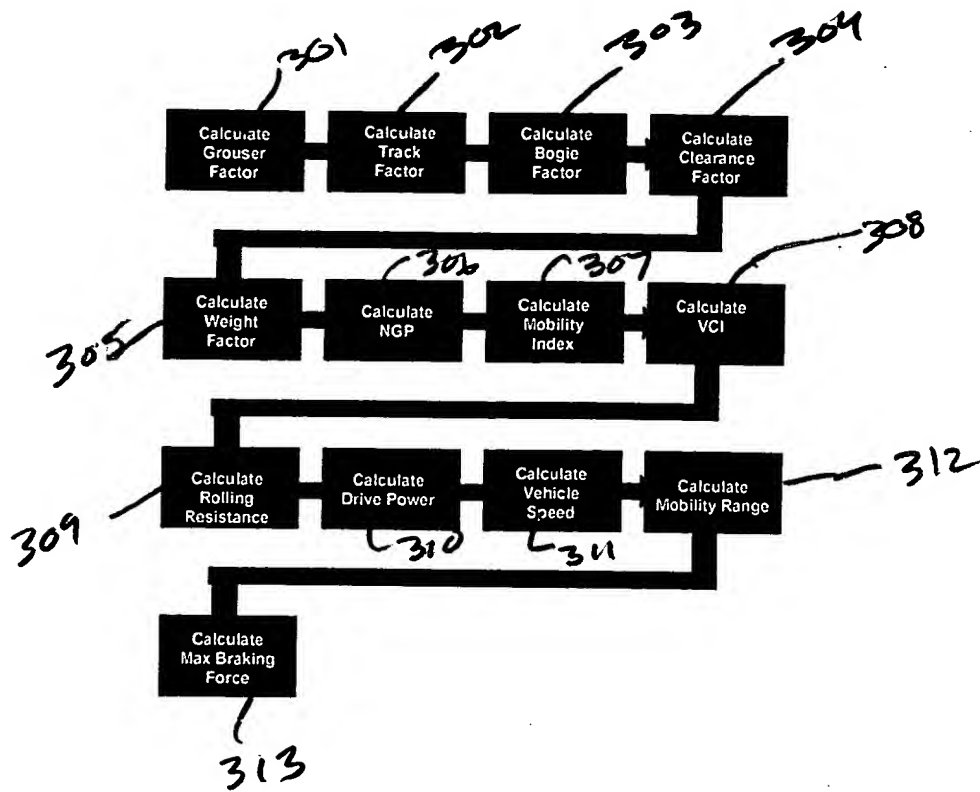 301
302
303
304
Calculate
Grouser
Factor
Calculate
Track
Factor
Calculate
Bogie
Factor
Calculate
Clearance
Factor
306
307
308
Calculate
Weight
Factor
Calculate
NGP
Calculate
Mobility
Index
Calculate
VCI
305
Calculate
Rolling
Resistance
Calculate
Drive Power
Calculate
Vehicle
Speed
Calculate
Mobility Range
312
309
310
311
Calculate
Max Braking
Force
313